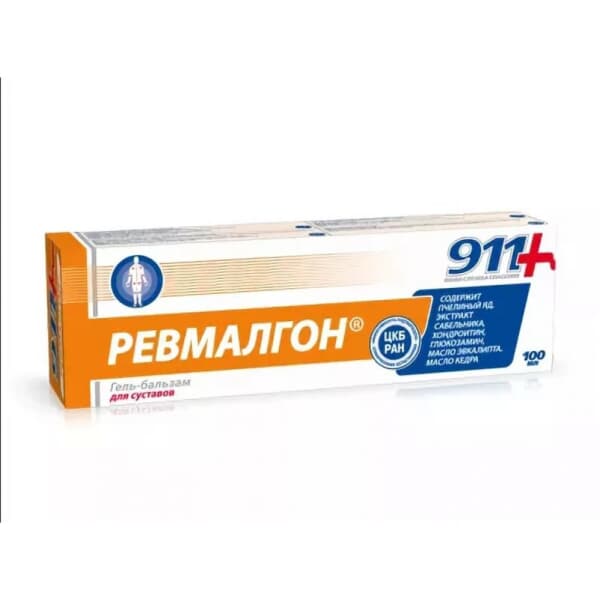 911+
СОДЕРЖИТ
ПЧЕЛИНЫЙ ЯД,
ЭКСТРАКТ
САБЕЛЬНИКА,
ХОНДРОИТИН,
ГЛЮКОЗАМИН,
МАСЛО ЭВКАЛИПТА,
МАСЛО КЕДРА
РЕВМАЛГОН®
ЦКБ
РАН
100
МЛ
Гель-бальзам
для суставов